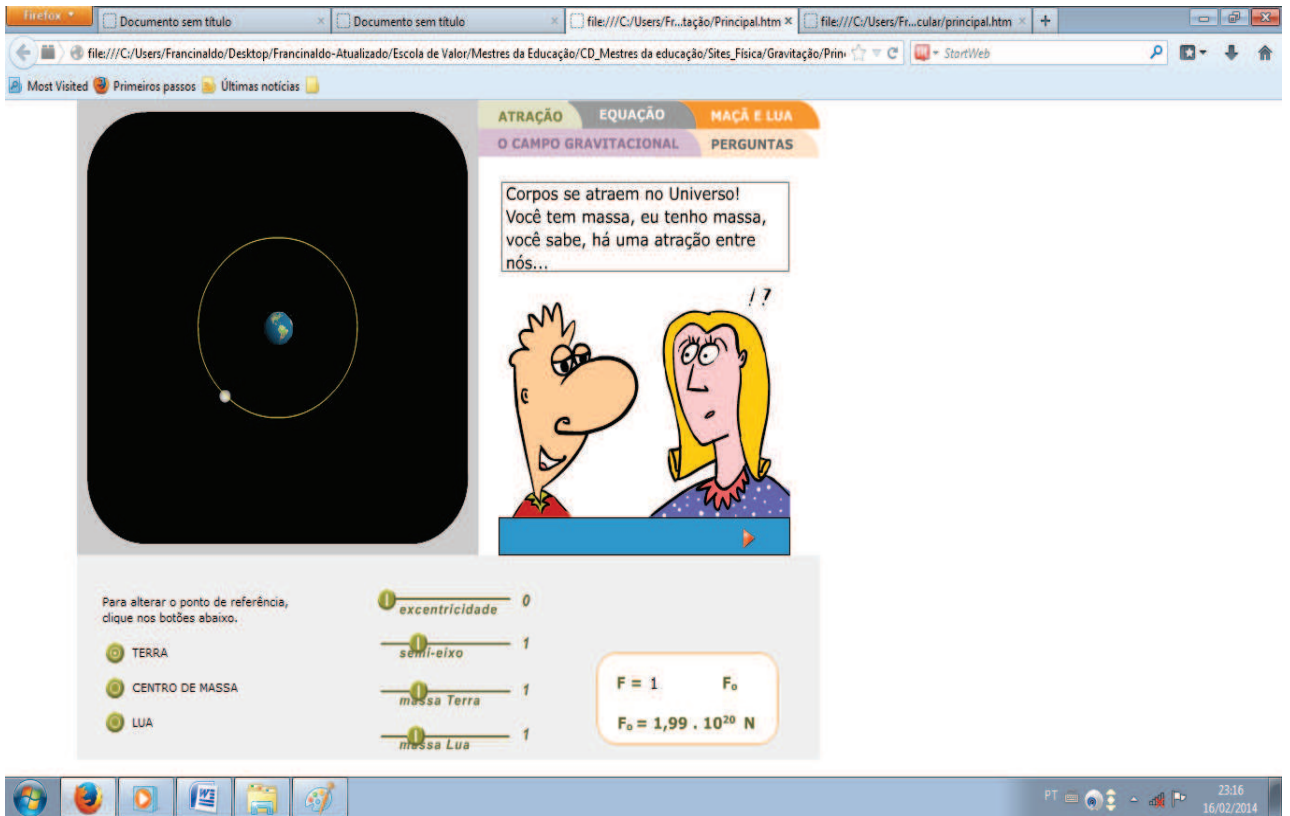 Firefox
Documento sem título
Documento sem título
file:///C:/Users/Fr...tação/Principal.htm
file:///C:/Users/Fr...cular/principal.htm
file:///C:/Users/Francinaldo/Desktop/Francinaldo-Atualizado/Escola de Valor/Mestres da Educação/CD_Mestres da educação/Sites_Física/Gravitação/Prin
StartWeb
Most Visited
Primeiros passos
Últimas notícias
ATRAÇÃO
EQUAÇÃO
MAÇÃ E LUA
O CAMPO GRAVITACIONAL
PERGUNTAS
Corpos se atraem no Universo!
Você tem massa, eu tenho massa,
você sabe, há uma atração entre
nós...
! ?
Para alterar o ponto de referência,
clique nos botões abaixo.
TERRA
CENTRO DE MASSA
LUA
excentricidade 0
semi-eixo 1
massa Terra 1
massa Lua 1
F = 1 F₀
F₀ = 1,99 . 10²⁰ N
PT
23:16
16/02/2014